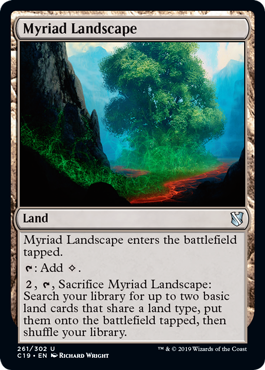 Myriad Landscape
Land
Myriad Landscape enters the battlefield
tapped.
: Add .
2, , Sacrifice Myriad Landscape:
Search your library for up to two basic
land cards that share a land type, put
them onto the battlefield tapped, then
shuffle your library.
261/302 U
C19 • EN Richard Wright
™ & © 2019 Wizards of the Coast